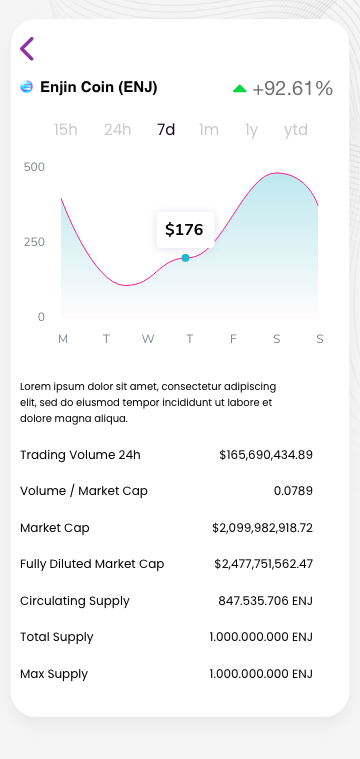 Enjin Coin (ENJ) +92.61%
15h 24h 7d 1m 1y ytd
500
$176
250
0
M T W T F S S
Lorem ipsum dolor sit amet, consectetur adipiscing
elit, sed do eiusmod tempor incididunt ut labore et
dolore magna aliqua.
Trading Volume 24h $165,690,434.89
Volume / Market Cap 0.0789
Market Cap $2,099,982,918.72
Fully Diluted Market Cap $2,477,751,562.47
Circulating Supply 847.535.706 ENJ
Total Supply 1.000.000.000 ENJ
Max Supply 1.000.000.000 ENJ